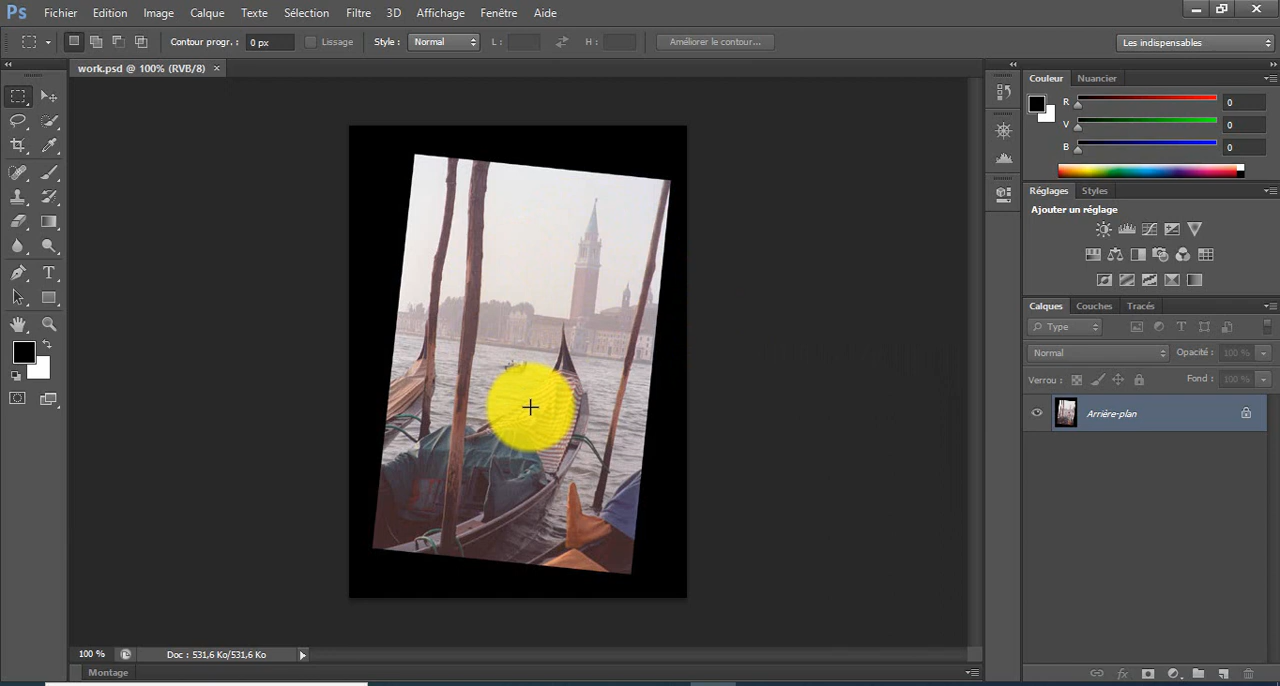 Ps Fichier Edition Image Calque Texte Sélection Filtre 3D Affichage Fenêtre Aide
Contour progr. : 0 px Lissage Style : Normal L : H : Améliorer le contour... Les indispensables
work.psd @ 100% (RVB/8) ×
Couleur Nuancier
R 0
V 0
B 0
Réglages Styles
Ajouter un réglage
Calques Couches Tracés
Type
Normal Opacité : 100 %
Verrou : Fond : 100 %
Arrière-plan
100 % Doc : 531,6 Ko/531,6 Ko
Montage